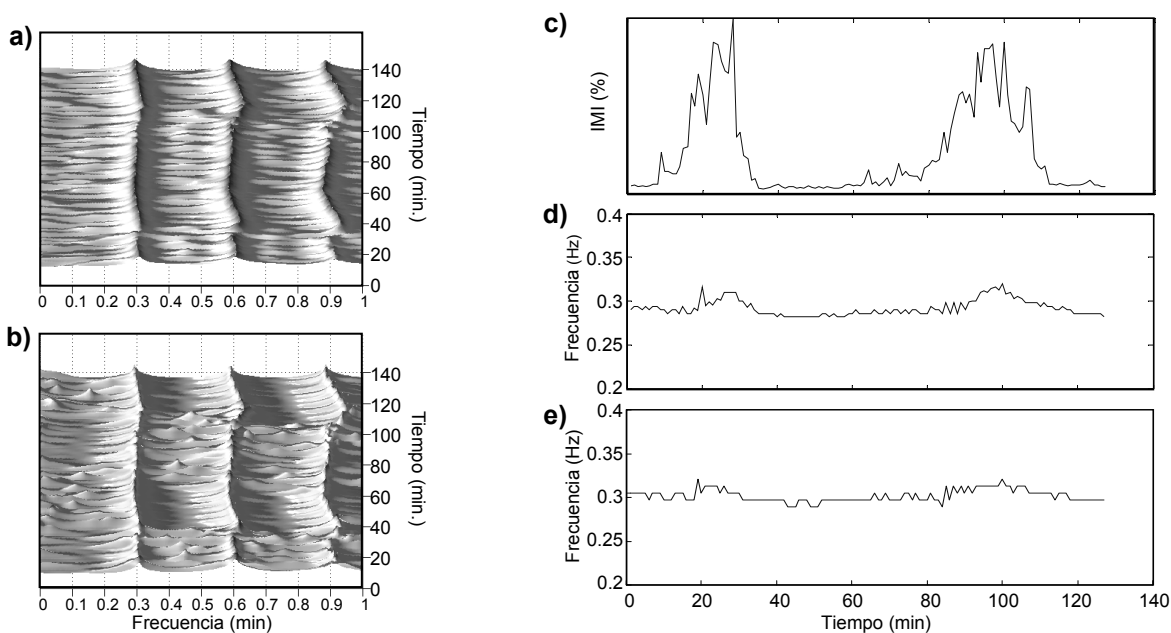 a)
140
120
100
80
60
40
20
0
Tiempo (min.)
0 0.1 0.2 0.3 0.4 0.5 0.6 0.7 0.8 0.9 1
b)
140
120
100
80
60
40
20
0
Tiempo (min.)
0 0.1 0.2 0.3 0.4 0.5 0.6 0.7 0.8 0.9 1
Frecuencia (min)
c)
IMI (%)
d)
0.4
0.35
0.3
0.25
0.2
Frecuencia (Hz)
e)
0.4
0.35
0.3
0.25
0.2
Frecuencia (Hz)
0 20 40 60 80 100 120 140
Tiempo (min)